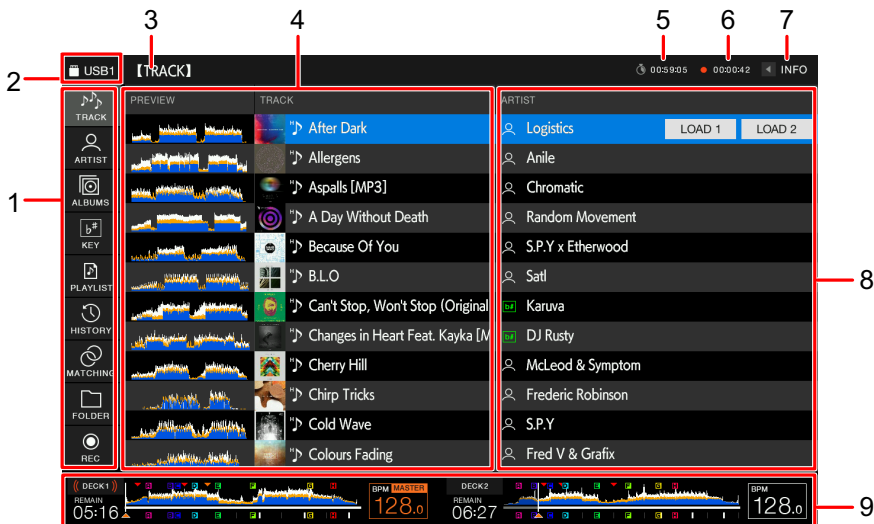 3 4 5 6 7
2 USB1 【TRACK】 00:59:05 00:00:42 INFO
PREVIEW TRACK ARTIST
1
TRACK
ARTIST
ALBUMS
KEY
PLAYLIST
HISTORY
MATCHING
FOLDER
REC
After Dark Logistics LOAD 1 LOAD 2
Allergens Anile
Aspalls [MP3] Chromatic
A Day Without Death Random Movement
Because Of You S.P.Y x Etherwood
B.L.O Satl
Can't Stop, Won't Stop (Original Karuva
Changes in Heart Feat. Kayka [M DJ Rusty
Cherry Hill McLeod & Symptom
Chirp Tricks Frederic Robinson
Cold Wave S.P.Y
Colours Fading Fred V & Grafix
8
DECK1 BPM MASTER DECK2 BPM
REMAIN 128.0 REMAIN 128.0
05:16 06:27
9